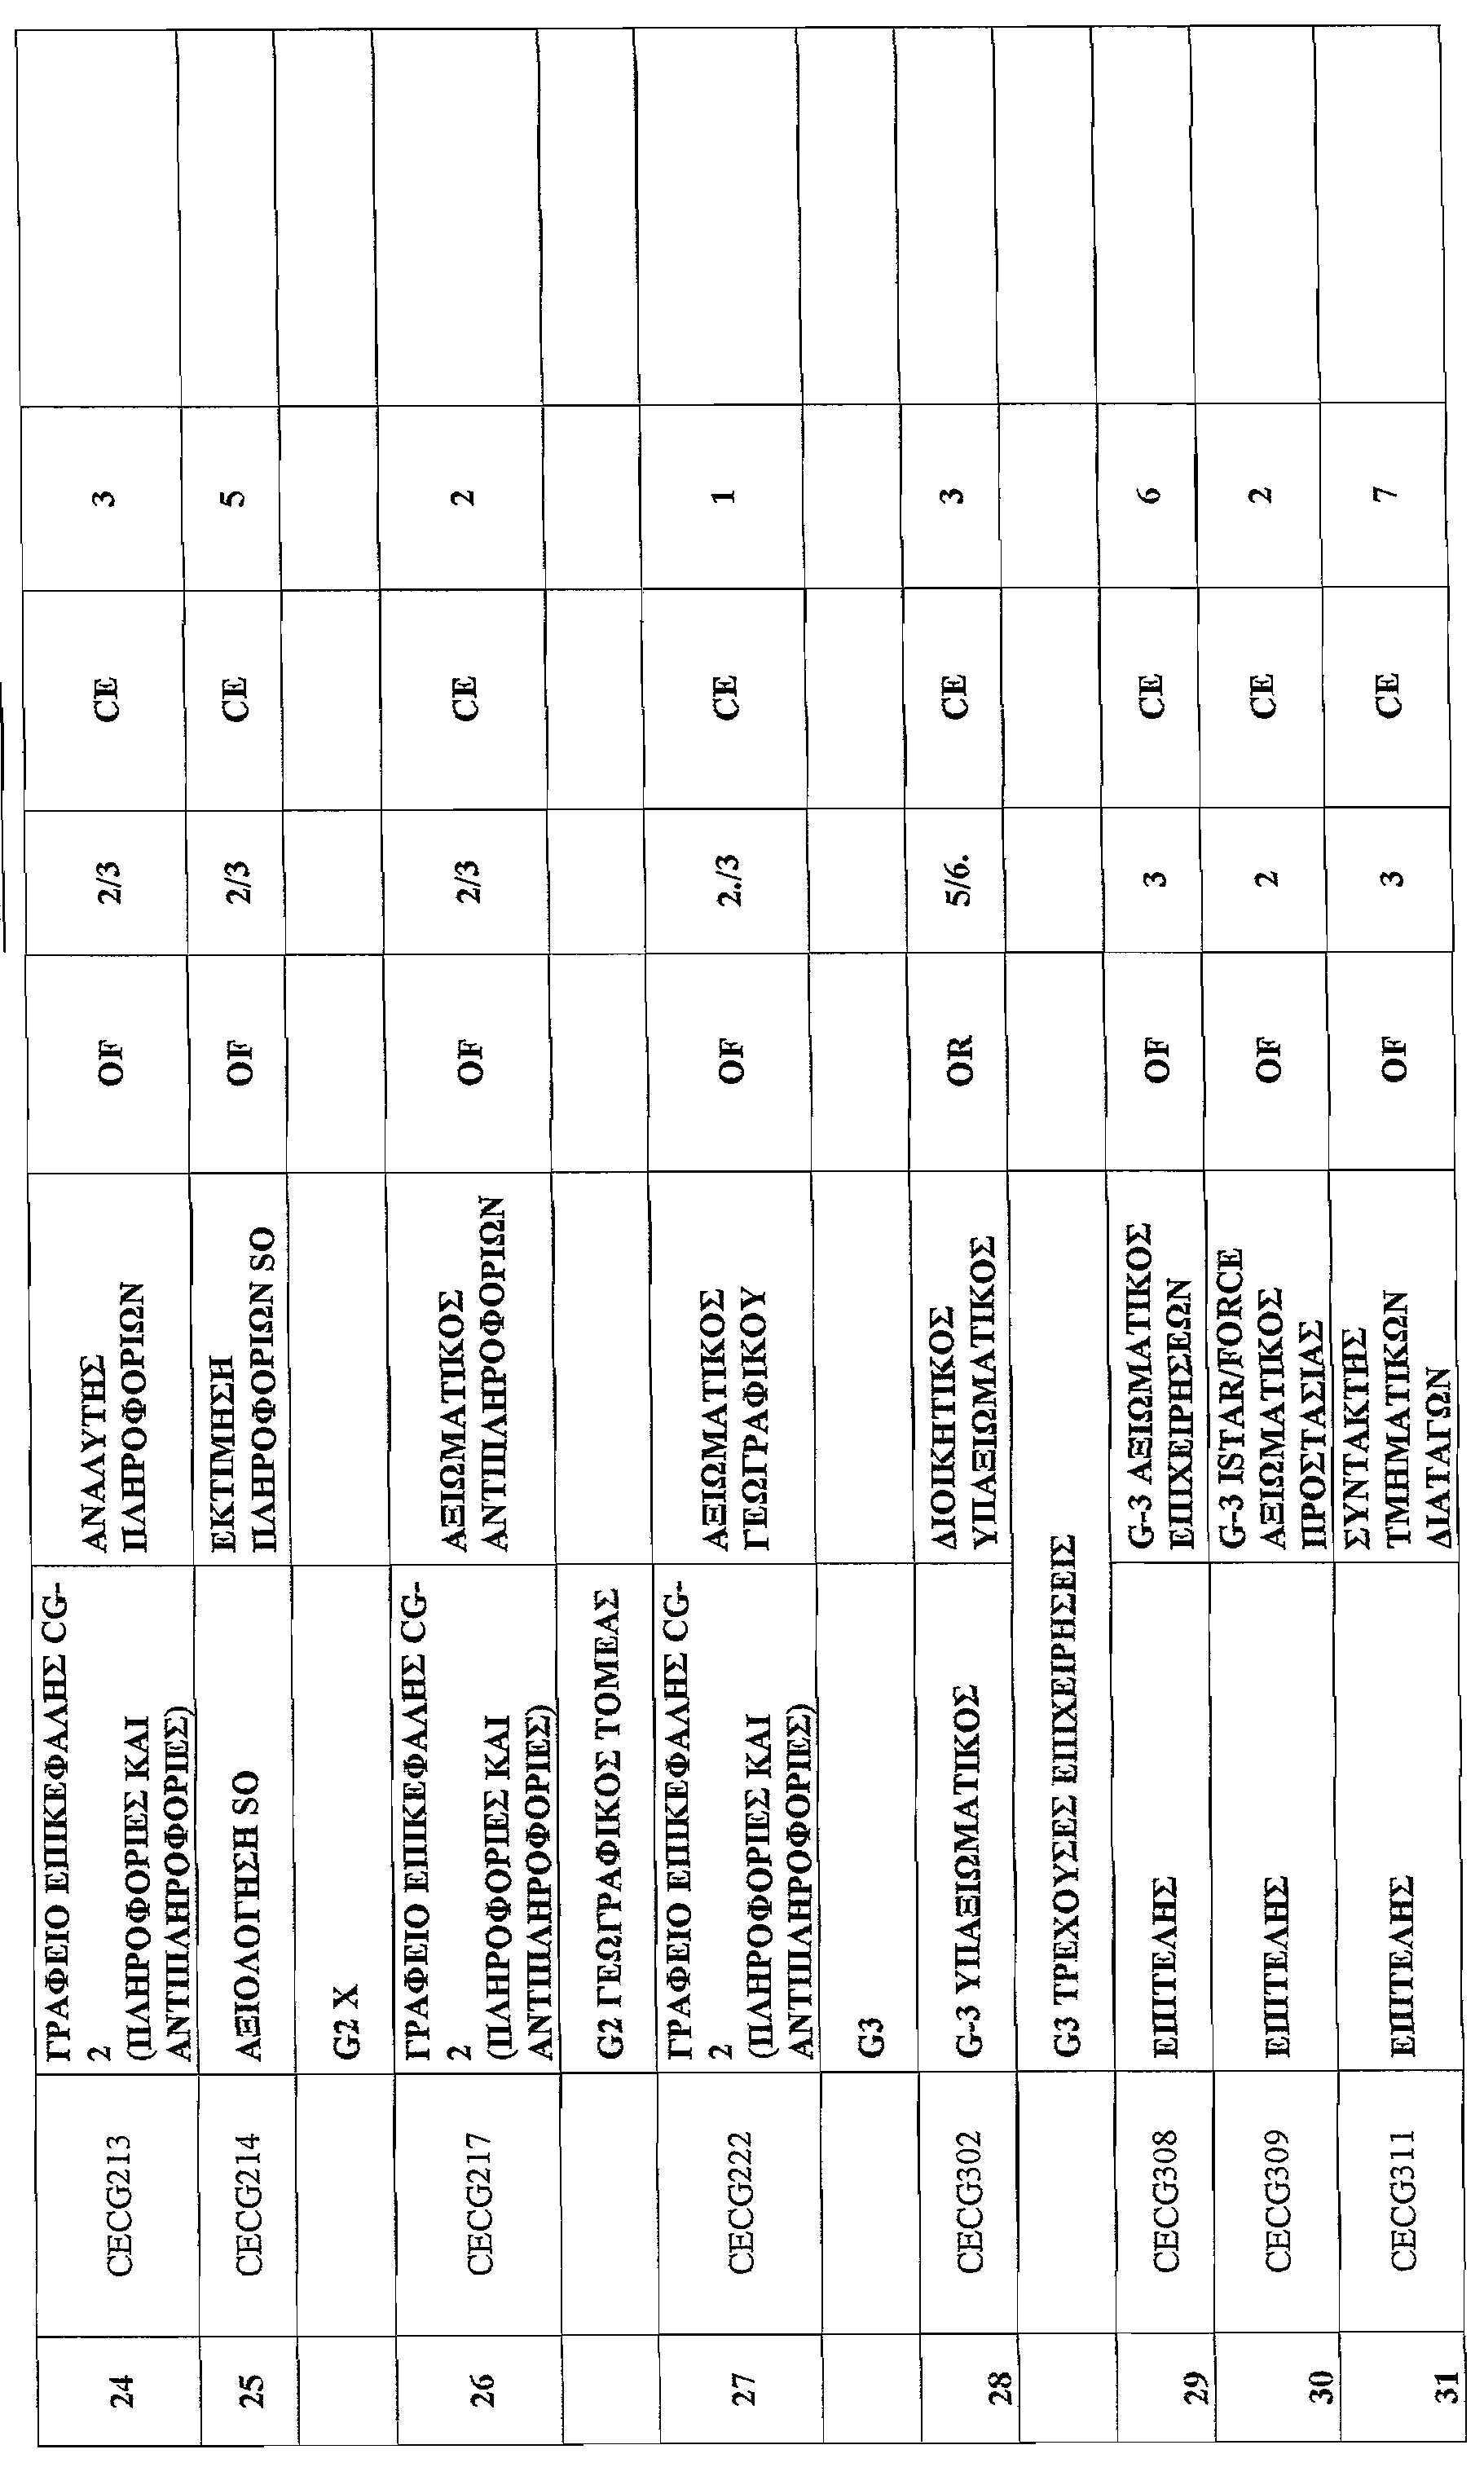 24 CECG213 ΓΡΑΦΕΙΟ ΕΠΙΚΕΦΑΛΗΣ CG- ΑΝΑΛΥΤΗΣ OF 2/3 CE 3
2 ΠΛΗΡΟΦΟΡΙΩΝ
(ΠΛΗΡΟΦΟΡΙΕΣ ΚΑΙ
ΑΝΤΙΠΛΗΡΟΦΟΡΙΕΣ)
25 CECG214 ΑΞΙΟΛΟΓΗΣΗ SO ΕΚΤΙΜΗΣΗ OF 2/3 CE 5
ΠΛΗΡΟΦΟΡΙΩΝ SO
G2 X
26 CECG217 ΓΡΑΦΕΙΟ ΕΠΙΚΕΦΑΛΗΣ CG- ΑΞΙΩΜΑΤΙΚΟΣ OF 2/3 CE 2
2 ΑΝΤΙΠΛΗΡΟΦΟΡΙΩΝ
(ΠΛΗΡΟΦΟΡΙΕΣ ΚΑΙ
ΑΝΤΙΠΛΗΡΟΦΟΡΙΕΣ)
G2 ΓΕΩΓΡΑΦΙΚΟΣ ΤΟΜΕΑΣ
27 CECG222 ΓΡΑΦΕΙΟ ΕΠΙΚΕΦΑΛΗΣ CG- ΑΞΙΩΜΑΤΙΚΟΣ OF 2./3 CE 1
2 ΓΕΩΓΡΑΦΙΚΟΥ
(ΠΛΗΡΟΦΟΡΙΕΣ ΚΑΙ
ΑΝΤΙΠΛΗΡΟΦΟΡΙΕΣ)
G3
28 CECG302 G-3 ΥΠΑΞΙΩΜΑΤΙΚΟΣ ΔΙΟΙΚΗΤΙΚΟΣ OR 5/6. CE 3
ΥΠΑΞΙΩΜΑΤΙΚΟΣ
G3 ΤΡΕΧΟΥΣΕΣ ΕΠΙΧΕΙΡΗΣΕΙΣ
29 CECG308 ΕΠΙΤΕΛΗΣ G-3 ΑΞΙΩΜΑΤΙΚΟΣ OF 3 CE 6
ΕΠΙΧΕΙΡΗΣΕΩΝ
30 CECG309 ΕΠΙΤΕΛΗΣ G-3 ISTAR/FORCE OF 2 CE 2
ΑΞΙΩΜΑΤΙΚΟΣ
ΠΡΟΣΤΑΣΙΑΣ
31 CECG311 ΕΠΙΤΕΛΗΣ ΣΥΝΤΑΚΤΗΣ OF 3 CE 7
ΤΜΗΜΑΤΙΚΩΝ
ΔΙΑΤΑΓΩΝ